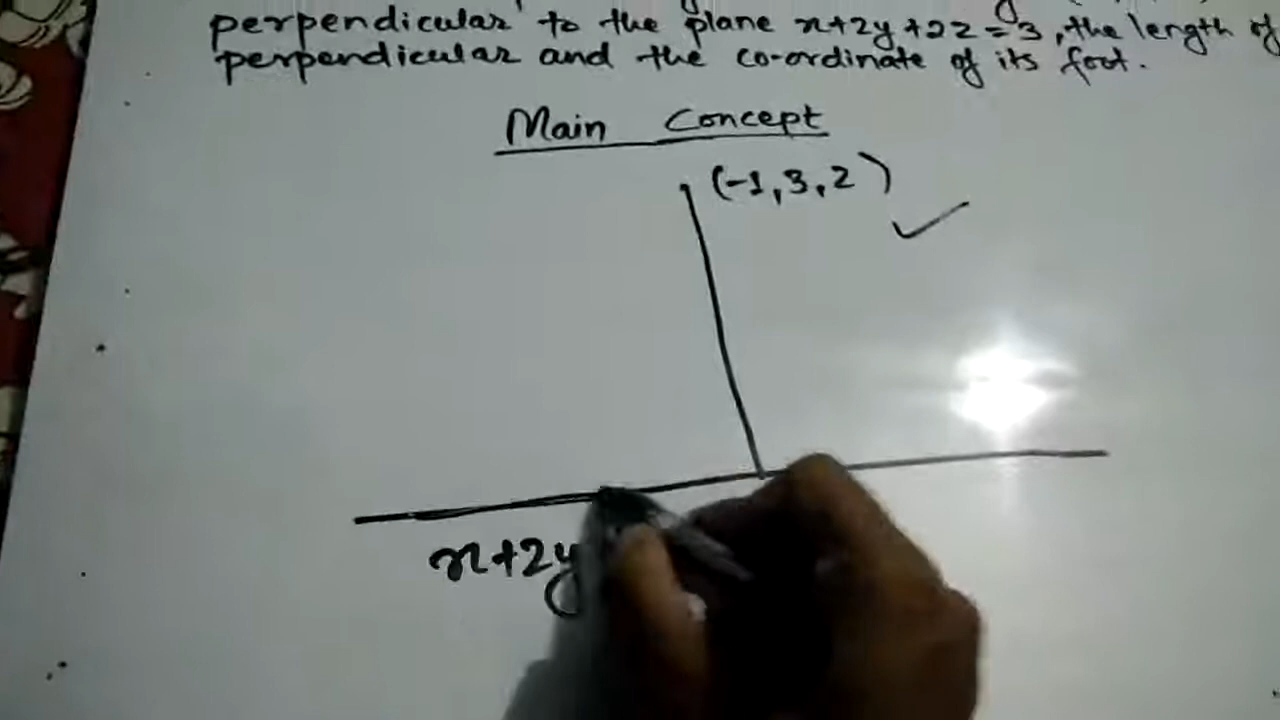 perpendicular to the plane x+2y+2z=3, the length of
perpendicular and the co-ordinate of its foot.
Main Concept
(-1,3,2)
x+2y